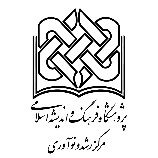 پژوهشگاه فرهنگ و اندیشه اسلامی
مرکز رشد و نوآوری